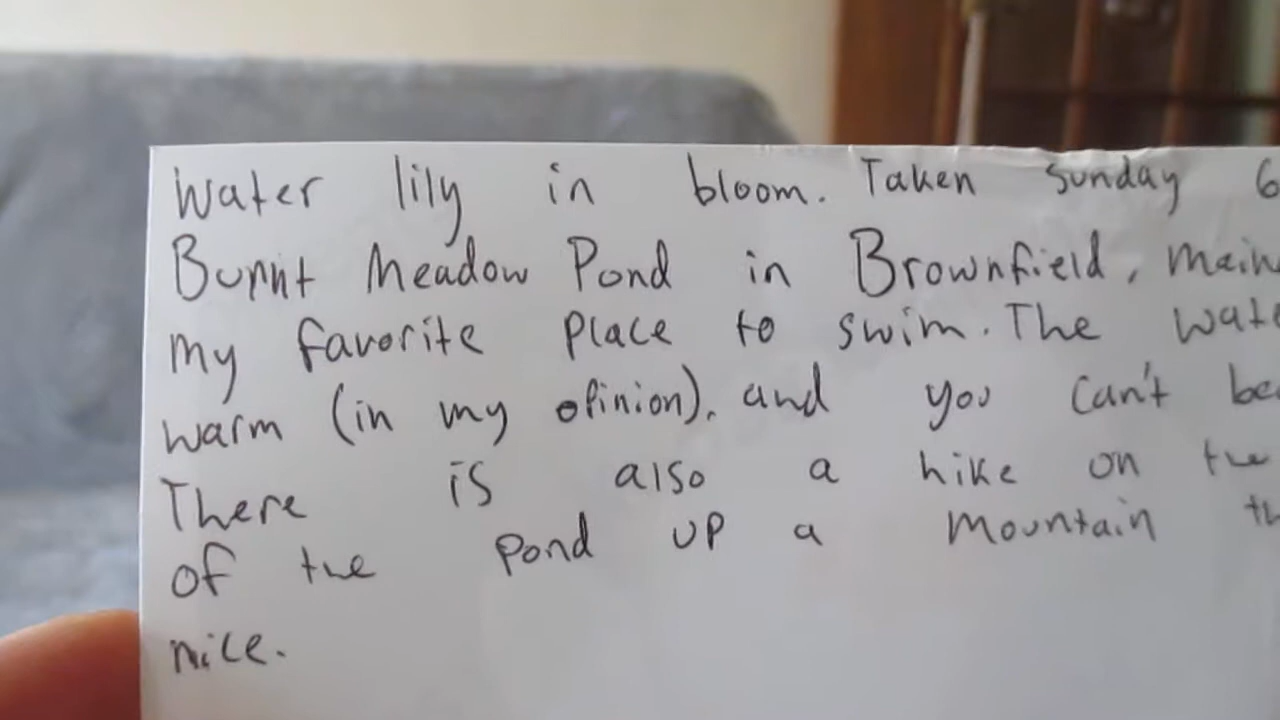 Water lily in bloom. Taken Sunday 6
Burnt Meadow Pond in Brownfield,
My favorite place to swim. The
warm (in my opinion), and you can't
There is also a hike on the
of the pond up a mountain
nice.